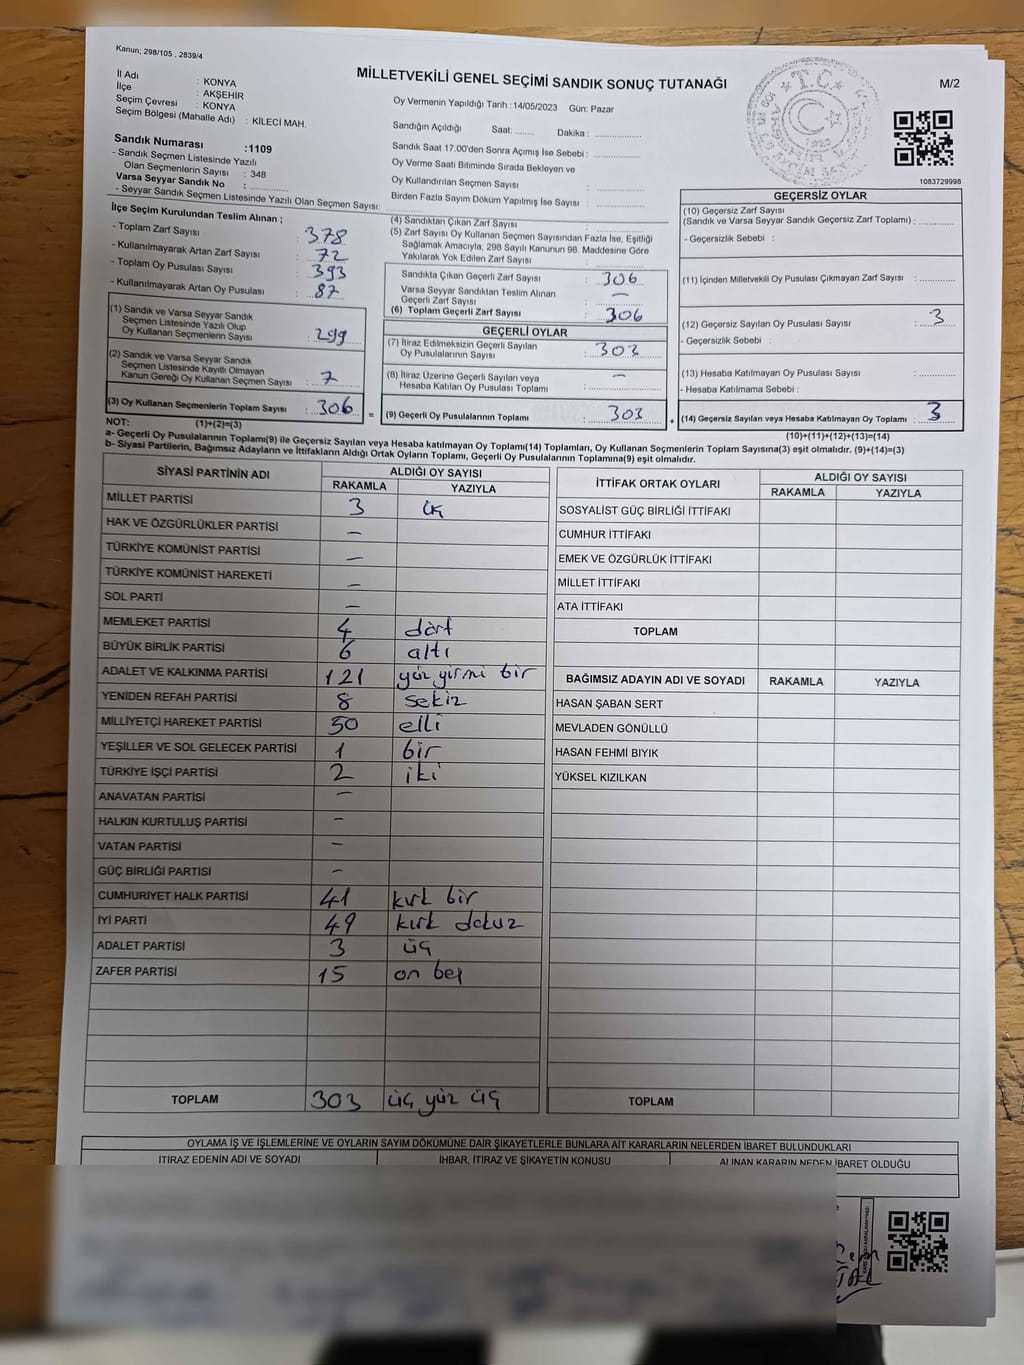 Kanun; 298/105 , 2839/4
MİLLETVEKİLİ GENEL SEÇİMİ SANDIK SONUÇ TUTANAĞI
M/2
İl Adı : KONYA
İlçe : AKŞEHİR
Seçim Çevresi : KONYA
Seçim Bölgesi (Mahalle Adı) : KİLECİ MAH.
Oy Vermenin Yapıldığı Tarih : 14/05/2023 Gün: Pazar
Sandığın Açıldığı Saat: ........ Dakika : ................
Sandık Saat 17:00'den Sonra Açımış İse Sebebi : ................
Oy Verme Saati Bitiminde Sırada Bekleyen ve
Oy Kullandırılan Seçmen Sayısı : ................
Birden Fazla Sayım Döküm Yapılmış İse Sayısı : ................
T.C.
1083729998
Sandık Numarası :1109
- Sandık Seçmen Listesinde Yazılı
Olan Seçmenlerin Sayısı : 348
Varsa Seyyar Sandık No : ................
- Seyyar Sandık Seçmen Listesinde Yazılı Olan Seçmen Sayısı: ................
İlçe Seçim Kurulundan Teslim Alınan ;
- Toplam Zarf Sayısı : 378
- Kullanılmayarak Artan Zarf Sayısı : 72
- Toplam Oy Pusulası Sayısı : 393
- Kullanılmayarak Artan Oy Pusulası : 87
(1) Sandık ve Varsa Seyyar Sandık
Seçmen Listesinde Yazılı Olup
Oy Kullanan Seçmenlerin Sayısı : 299
(2) Sandık ve Varsa Seyyar Sandık
Seçmen Listesinde Kayıtlı Olmayan
Kanun Gereği Oy Kullanan Seçmen Sayısı : 7
(3) Oy Kullanan Seçmenlerin Toplam Sayısı : 306
(4) Sandıktan Çıkan Zarf Sayısı : ................
(5) Zarf Sayısı Oy Kullanan Seçmen Sayısından Fazla İse, Eşitliği
Sağlamak Amacıyla, 298 Sayılı Kanunun 98. Maddesine Göre
Yakılarak Yok Edilen Zarf Sayısı : ................
Sandıkta Çıkan Geçerli Zarf Sayısı : 306
Varsa Seyyar Sandıktan Teslim Alınan
Geçerli Zarf Sayısı : —
(6) Toplam Geçerli Zarf Sayısı : 306
GEÇERLİ OYLAR
(7) İtiraz Edilmeksizin Geçerli Sayılan
Oy Pusulalarının Sayısı : 303
(8) İtiraz Üzerine Geçerli Sayılan veya
Hesaba Katılan Oy Pusulası Toplamı : —
= (9) Geçerli Oy Pusulalarının Toplamı : 303
GEÇERSİZ OYLAR
(10) Geçersiz Zarf Sayısı
(Sandık ve Varsa Seyyar Sandık Geçersiz Zarf Toplamı) : ............
- Geçersizlik Sebebi :
(11) İçinden Milletvekili Oy Pusulası Çıkmayan Zarf Sayısı : ............
(12) Geçersiz Sayılan Oy Pusulası Sayısı : 3
- Geçersizlik Sebebi :
(13) Hesaba Katılmayan Oy Pusulası Sayısı : ............
- Hesaba Katılmama Sebebi :
+ (14) Geçersiz Sayılan veya Hesaba Katılmayan Oy Toplamı : 3
NOT: (1)+(2)=(3)
(10)+(11)+(12)+(13)=(14)
a- Geçerli Oy Pusulalarının Toplamı(9) ile Geçersiz Sayılan veya Hesaba katılmayan Oy Toplamı(14) Toplamları, Oy Kullanan Seçmenlerin Toplam Sayısına(3) eşit olmalıdır. (9)+(14)=(3)
b- Siyasi Partilerin, Bağımsız Adayların ve İttifakların Aldığı Ortak Oyların Toplamı, Geçerli Oy Pusulalarının Toplamına(9) eşit olmalıdır.
SİYASİ PARTİNİN ADI ALDIĞI OY SAYISI
RAKAMLA YAZIYLA
MİLLET PARTİSİ 3 üç
HAK VE ÖZGÜRLÜKLER PARTİSİ —
TÜRKİYE KOMÜNİST PARTİSİ —
TÜRKİYE KOMÜNİST HAREKETİ —
SOL PARTİ —
MEMLEKET PARTİSİ 4 dört
BÜYÜK BİRLİK PARTİSİ 6 altı
ADALET VE KALKINMA PARTİSİ 121 yüz yirmi bir
YENİDEN REFAH PARTİSİ 8 sekiz
MİLLİYETÇİ HAREKET PARTİSİ 50 elli
YEŞİLLER VE SOL GELECEK PARTİSİ 1 bir
TÜRKİYE İŞÇİ PARTİSİ 2 iki
ANAVATAN PARTİSİ —
HALKIN KURTULUŞ PARTİSİ —
VATAN PARTİSİ —
GÜÇ BİRLİĞİ PARTİSİ —
CUMHURİYET HALK PARTİSİ 41 kırk bir
İYİ PARTİ 49 kırk dokuz
ADALET PARTİSİ 3 üç
ZAFER PARTİSİ 15 on beş
TOPLAM 303 üç yüz üç
İTTİFAK ORTAK OYLARI ALDIĞI OY SAYISI
RAKAMLA YAZIYLA
SOSYALİST GÜÇ BİRLİĞİ İTTİFAKI
CUMHUR İTTİFAKI
EMEK VE ÖZGÜRLÜK İTTİFAKI
MİLLET İTTİFAKI
ATA İTTİFAKI
TOPLAM
BAĞIMSIZ ADAYIN ADI VE SOYADI RAKAMLA YAZIYLA
HASAN ŞABAN SERT
MEVLADEN GÖNÜLLÜ
HASAN FEHMİ BIYIK
YÜKSEL KIZILKAN
TOPLAM
OYLAMA İŞ VE İŞLEMLERİNE VE OYLARIN SAYIM DÖKÜMÜNE DAİR ŞİKAYETLERLE BUNLARA AİT KARARLARIN NELERDEN İBARET BULUNDUKLARI
İTİRAZ EDENİN ADI VE SOYADI İHBAR, İTİRAZ VE ŞİKAYETİN KONUSU ALINAN KARARIN NEDEN İBARET OLDUĞU